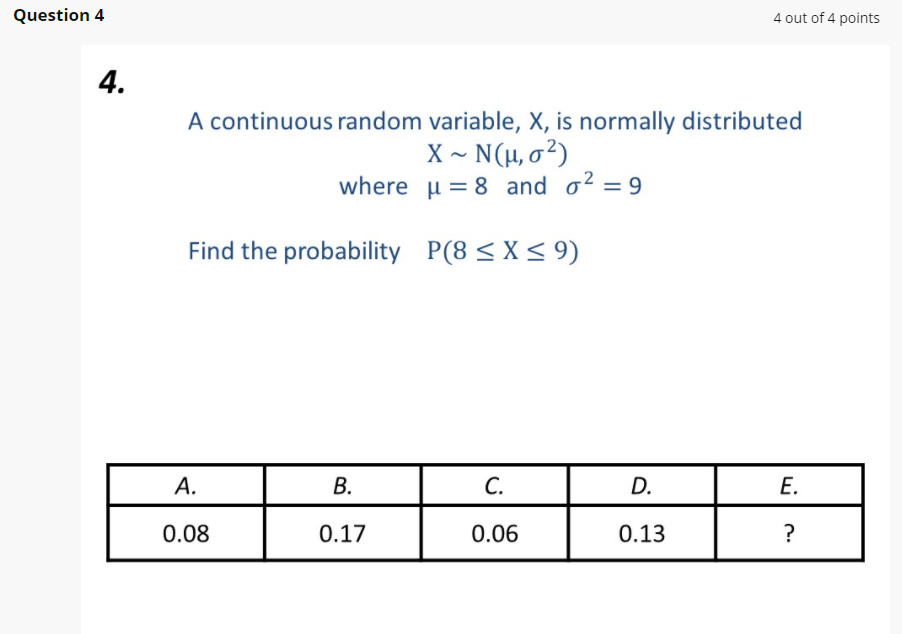 Question 4
4 out of 4 points
4.
A continuous random variable, X, is normally distributed
X ~ N(μ, σ²)
where μ = 8 and σ² = 9
Find the probability P(8 ≤ X ≤ 9)
A. B. C. D. E.
0.08 0.17 0.06 0.13 ?